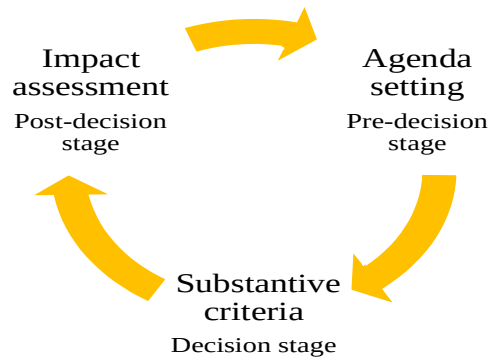 Impact
assessment
Post-decision
stage
Agenda
setting
Pre-decision
stage
Substantive
criteria
Decision stage